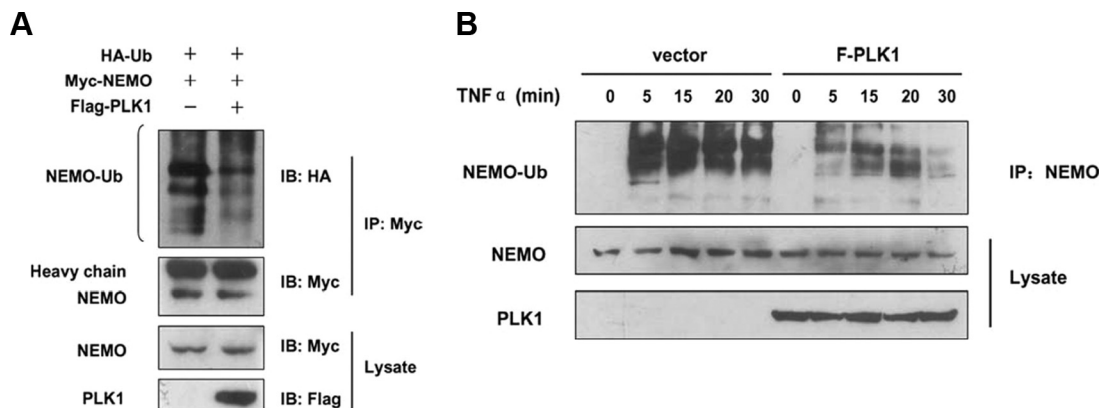 A
HA-Ub + +
Myc-NEMO + +
Flag-PLK1 − +
NEMO-Ub
IB: HA
IP: Myc
Heavy chain
NEMO
IB: Myc
NEMO
IB: Myc
Lysate
PLK1
IB: Flag
B
vector F-PLK1
TNFα (min) 0 5 15 20 30 0 5 15 20 30
NEMO-Ub
IP: NEMO
NEMO
Lysate
PLK1